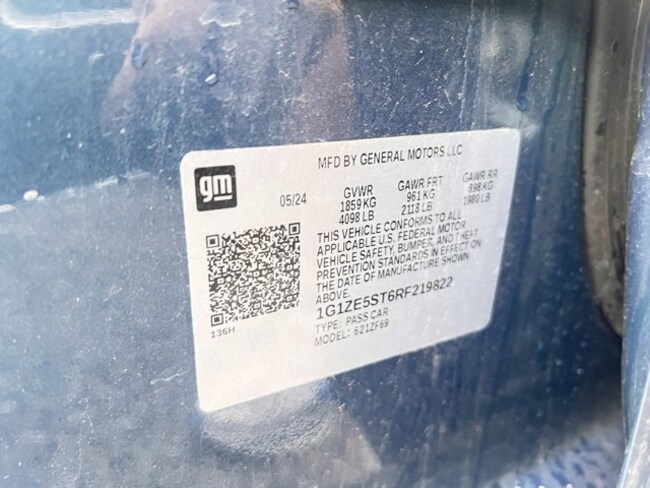 gm
MFD BY GENERAL MOTORS LLC
05/24
GVWR GAWR FRT GAWR RR
1859 KG 961 KG 898 KG
4098 LB 2118 LB 1980 LB
THIS VEHICLE CONFORMS TO ALL
APPLICABLE U.S. FEDERAL MOTOR
VEHICLE SAFETY, BUMPER, AND THEFT
PREVENTION STANDARDS IN EFFECT ON
THE DATE OF MANUFACTURE SHOWN
ABOVE.
1G1ZE5ST6RF219822
TYPE: PASS CAR
MODEL: 621ZF69
136H